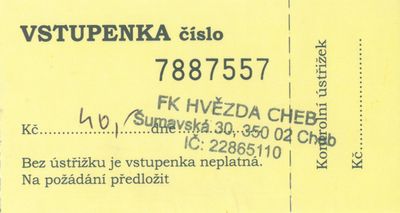 VSTUPENKA číslo
7887557
FK HVĚZDA CHEB
Šumavská 30, 350 02 Cheb
IČ: 22865110
Kč 40,- dne
Bez ústřižku je vstupenka neplatná.
Na požádání předložit
Kontrolní ústřižek
Kč